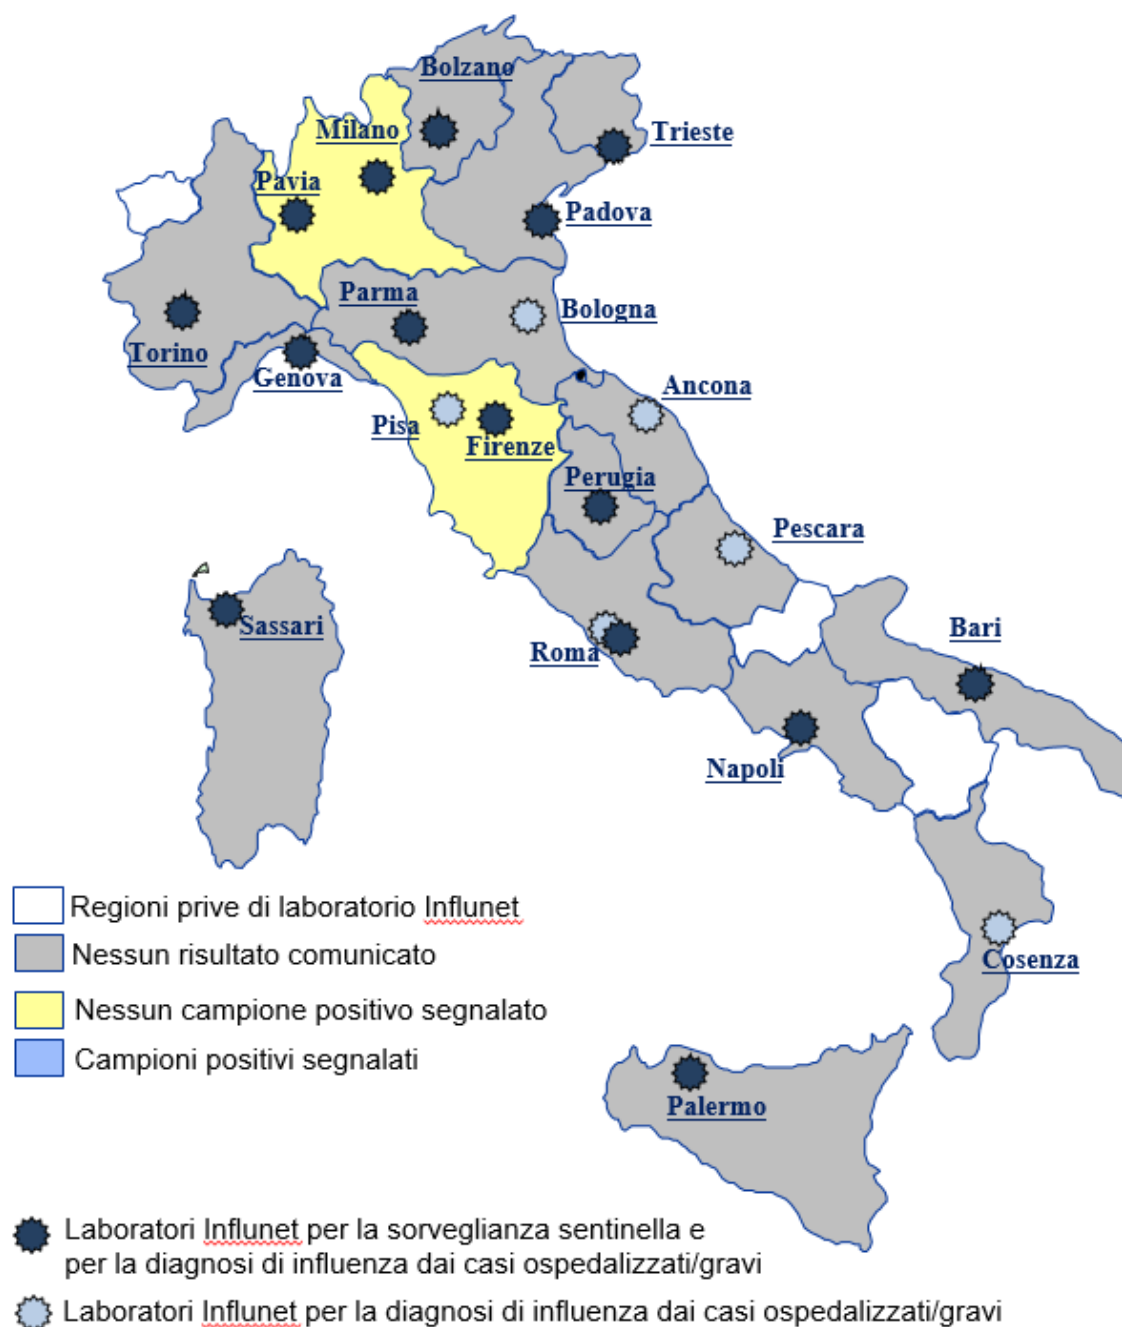 Bolzano
Milano
Trieste
Pavia
Padova
Parma
Bologna
Torino
Genova
Ancona
Pisa
Firenze
Perugia
Pescara
Sassari
Roma
Bari
Napoli
Regioni prive di laboratorio Influnet
Nessun risultato comunicato
Cosenza
Nessun campione positivo segnalato
Campioni positivi segnalati
Palermo
Laboratori Influnet per la sorveglianza sentinella e
per la diagnosi di influenza dai casi ospedalizzati/gravi
Laboratori Influnet per la diagnosi di influenza dai casi ospedalizzati/gravi